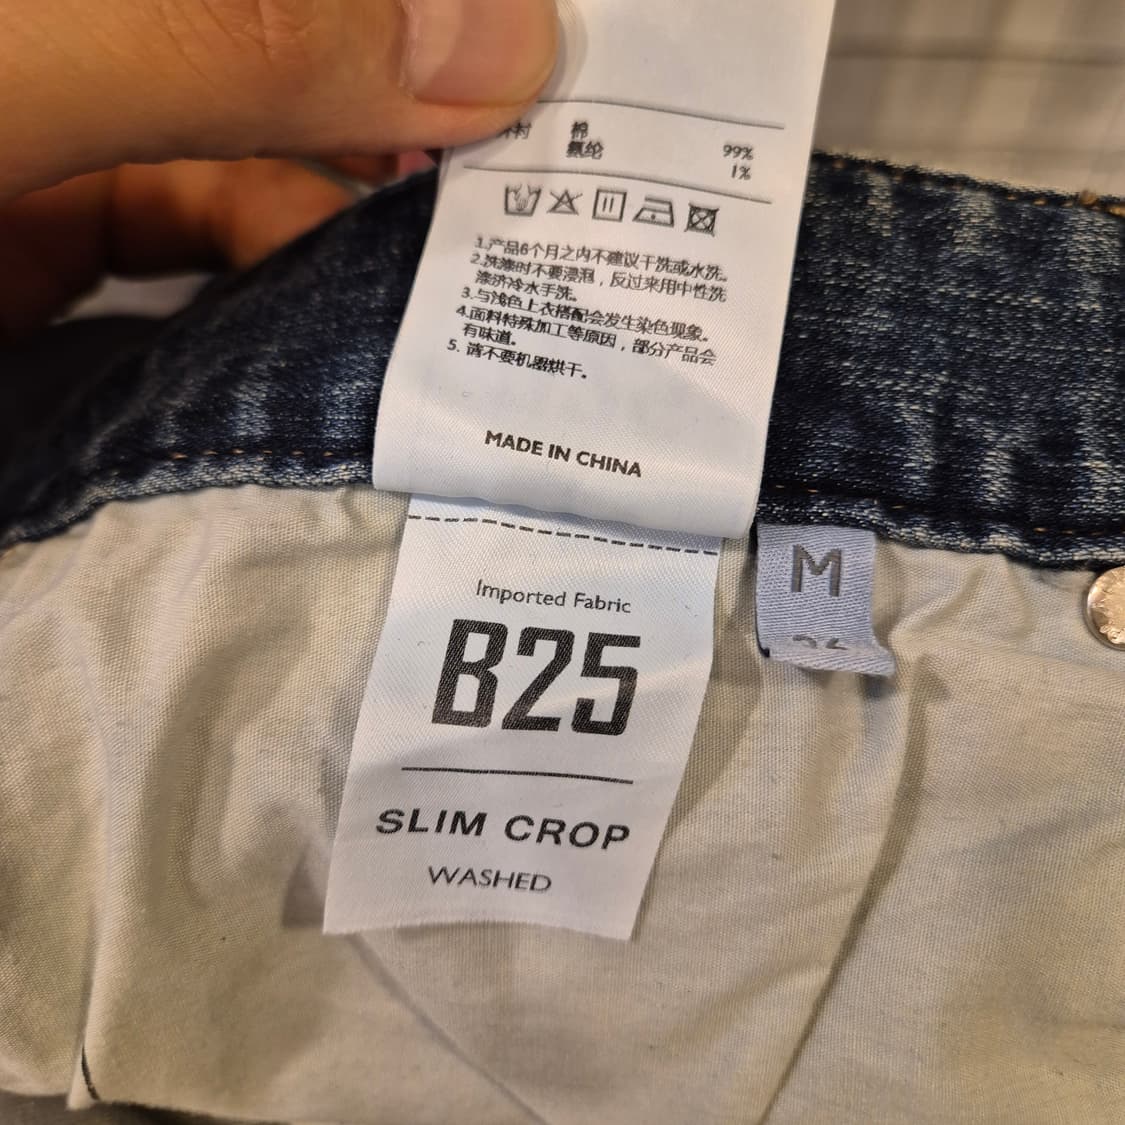 衬 棉 99%
氨纶 1%
1.产品6个月之内不建议干洗或水洗。
2.洗涤时不要浸泡，反过来用中性洗
涤济冷水手洗。
3.与浅色上衣搭配会发生染色现象。
4.面料特殊加工等原因，部分产品会
有味道。
5. 请不要机器烘干。
MADE IN CHINA
Imported Fabric
B25
SLIM CROP
WASHED
M